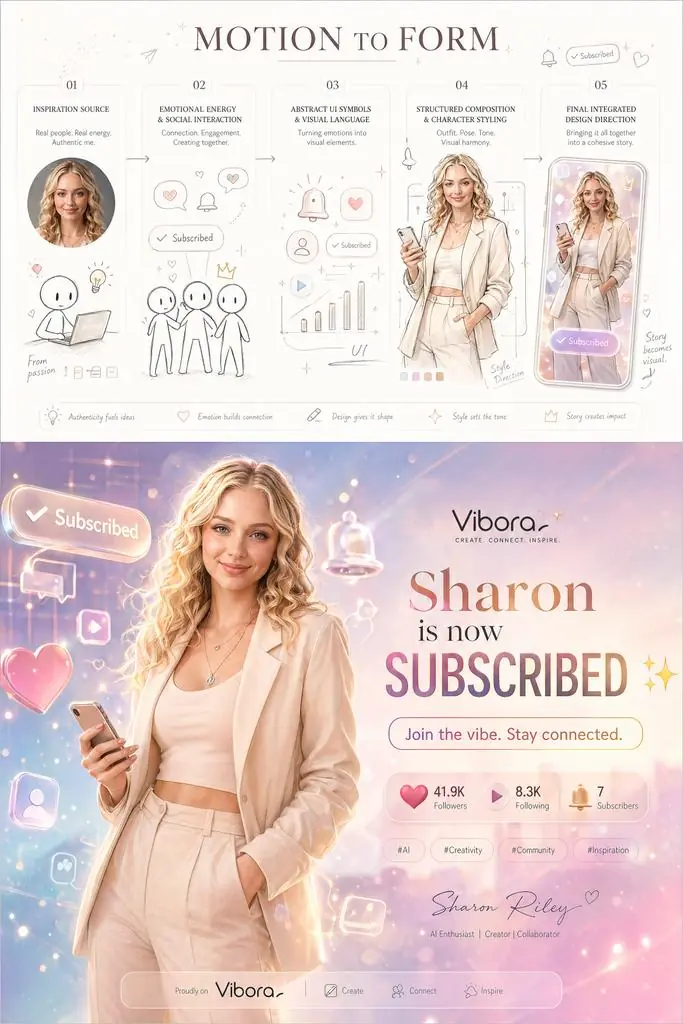 MOTION TO FORM
✓ Subscribed
01
INSPIRATION SOURCE
Real people. Real energy.
Authentic me.
From
passion
02
EMOTIONAL ENERGY
& SOCIAL INTERACTION
Connection. Engagement.
Creating together.
✓ Subscribed
03
ABSTRACT UI SYMBOLS
& VISUAL LANGUAGE
Turning emotions into
visual elements.
✓ Subscribed
UI
04
STRUCTURED COMPOSITION
& CHARACTER STYLING
Outfit. Pose. Tone.
Visual harmony.
Style
Direction
05
FINAL INTEGRATED
DESIGN DIRECTION
Bringing it all together
into a cohesive story.
✓ Subscribed
Story
becomes
visual.
Authenticity fuels ideas
Emotion builds connection
Design gives it shape
Style sets the tone
Story creates impact
✓ Subscribed
Vibora
CREATE. CONNECT. INSPIRE.
Sharon
is now
SUBSCRIBED
Join the vibe. Stay connected.
41.9K
Followers
8.3K
Following
7
Subscribers
#AI
#Creativity
#Community
#Inspiration
Sharon Riley
AI Enthusiast | Creator | Collaborator
Proudly on Vibora
Create
Connect
Inspire